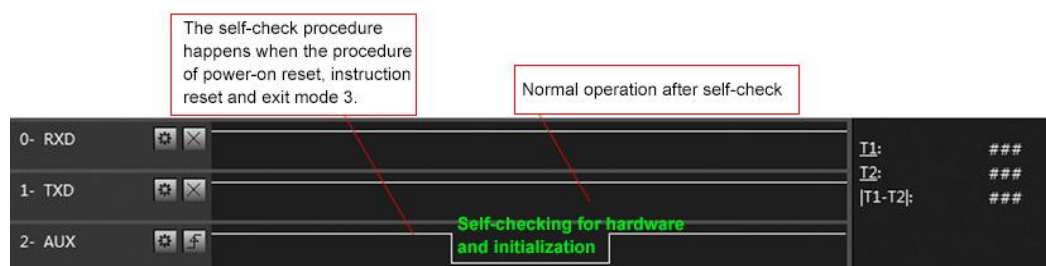 The self-check procedure
happens when the procedure
of power-on reset, instruction
reset and exit mode 3.
Normal operation after self-check
0- RXD
T1: ###
T2: ###
1- TXD
|T1-T2|: ###
Self-checking for hardware
and initialization
2- AUX